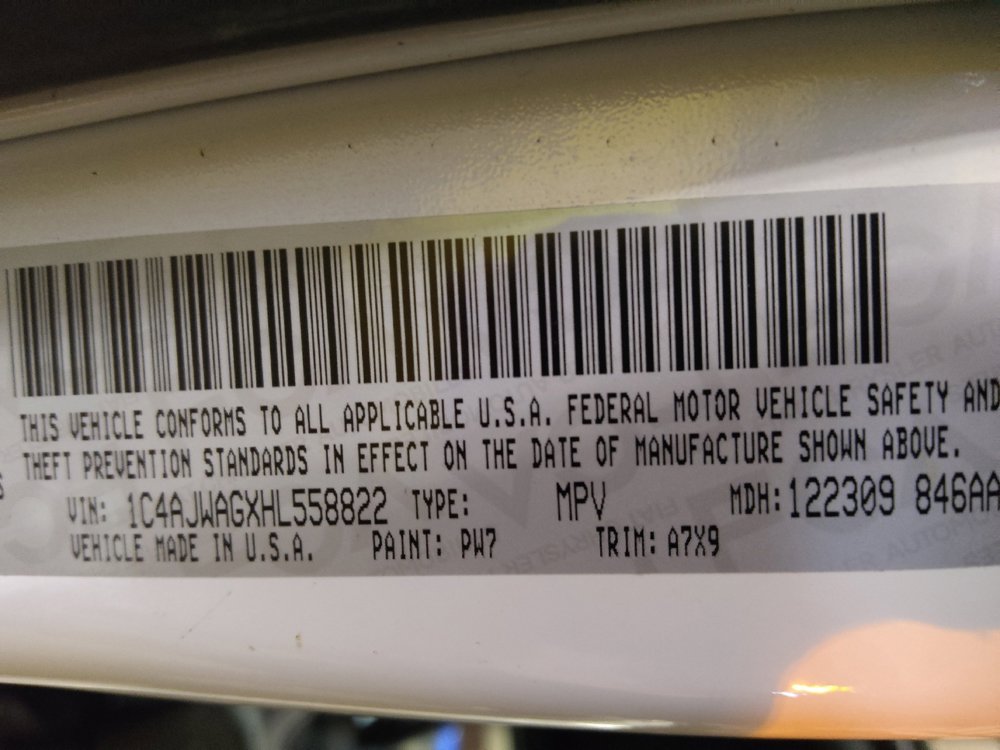 THIS VEHICLE CONFORMS TO ALL APPLICABLE U.S.A. FEDERAL MOTOR VEHICLE SAFETY AND
THEFT PREVENTION STANDARDS IN EFFECT ON THE DATE OF MANUFACTURE SHOWN ABOVE.
VIN: 1C4AJWAGXHL558822 TYPE: MPV MDH: 122309 846AA
VEHICLE MADE IN U.S.A. PAINT: PW7 TRIM: A7X9